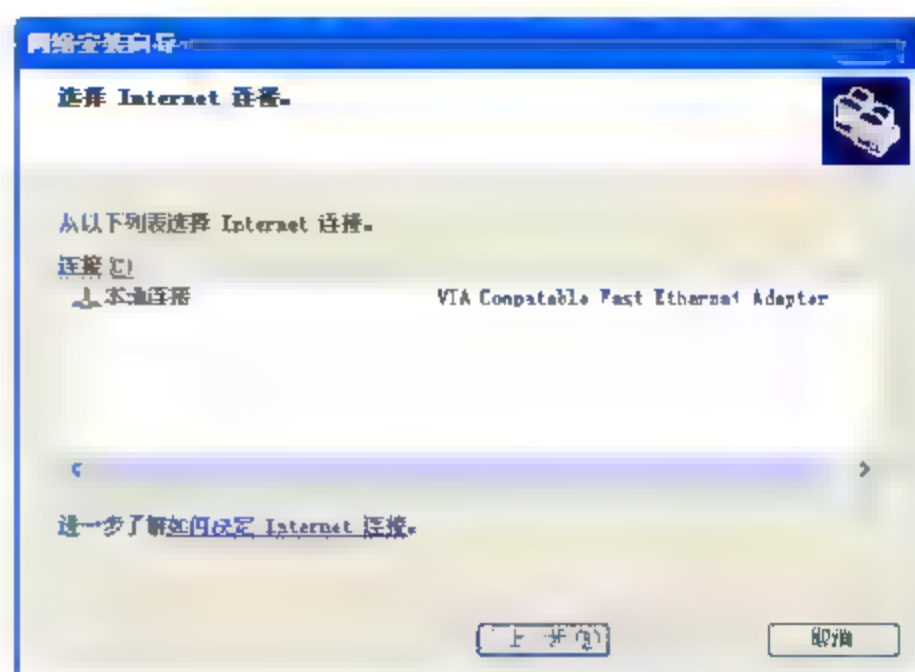 网络安装向导
选择 Internet 连接。
从以下列表选择 Internet 连接。
连接(C)
本地连接 VIA Compatable Fast Ethernet Adapter
进一步了解如何决定 Internet 连接。
上一步(B) 取消